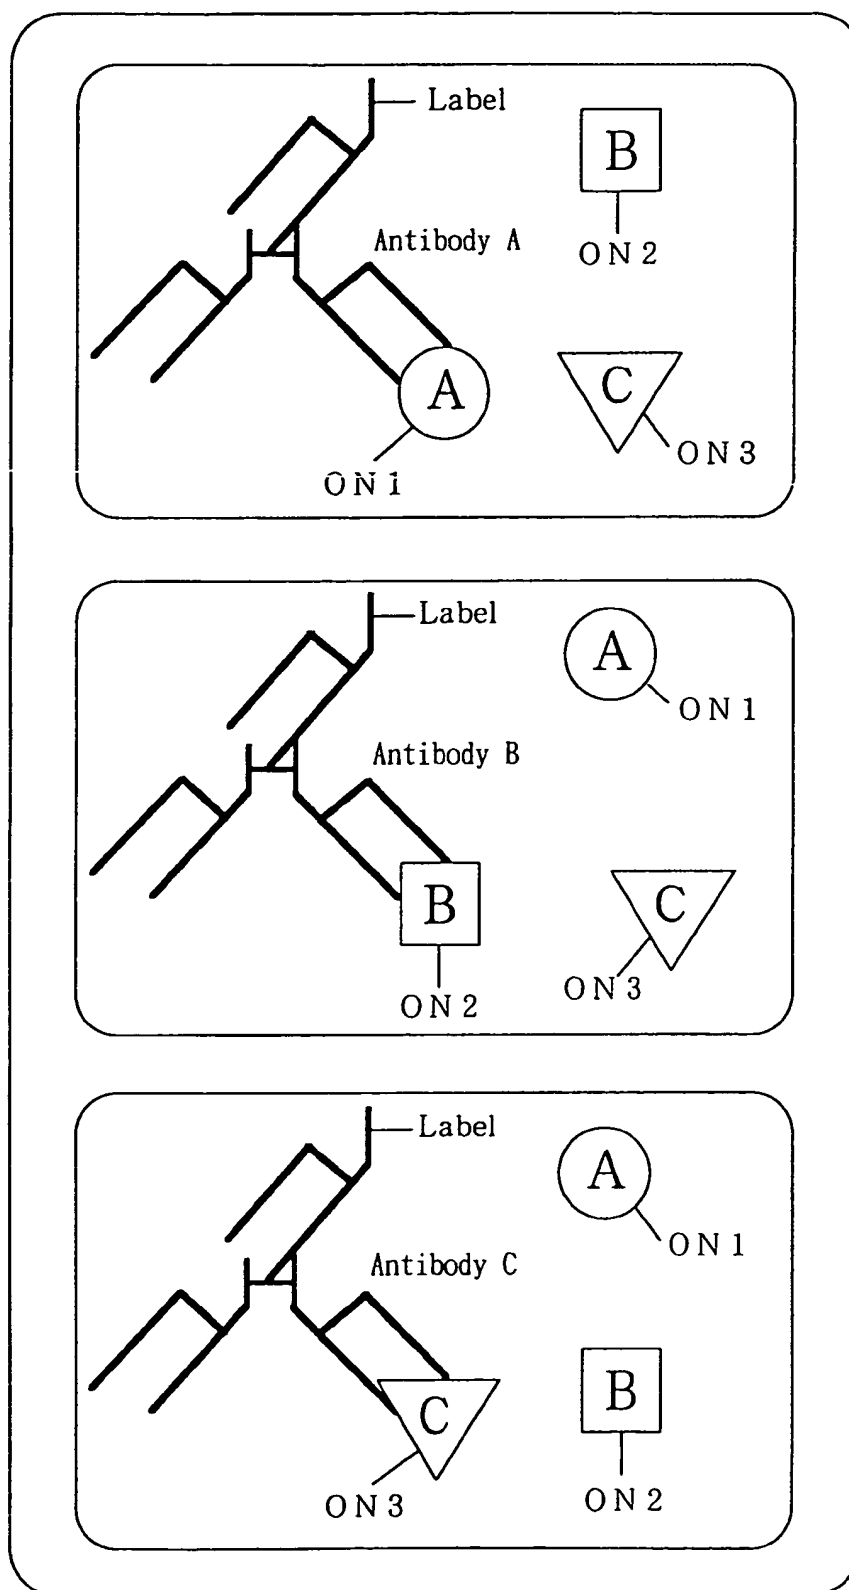 Label
B
Antibody A
ON2
C
A
ON3
ON1
Label
A
ON1
Antibody B
C
B
ON3
ON2
Label
A
ON1
Antibody C
B
C
ON3
ON2